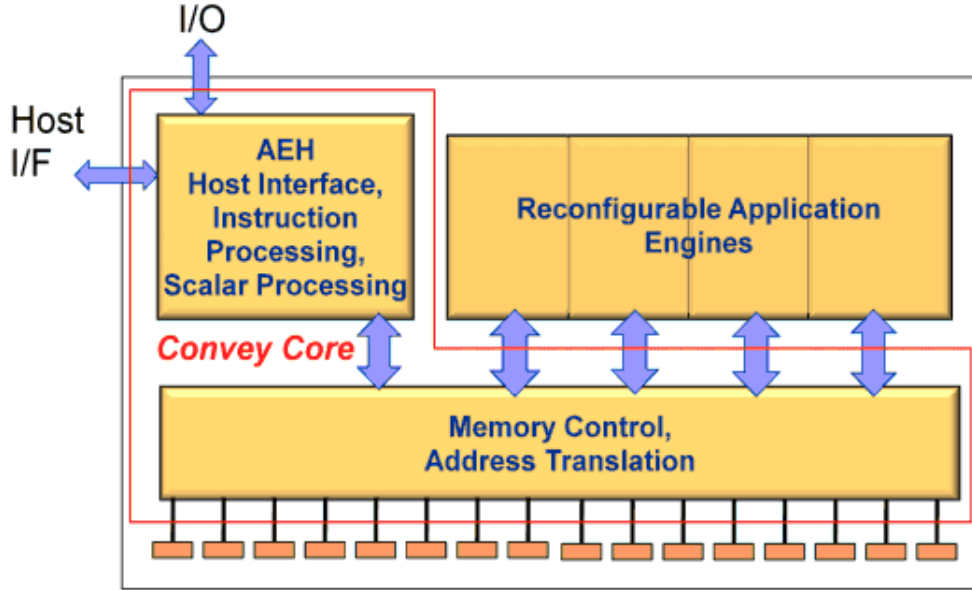 I/O
Host
I/F
AEH
Host Interface,
Instruction
Processing,
Scalar Processing
Reconfigurable Application
Engines
Convey Core
Memory Control,
Address Translation